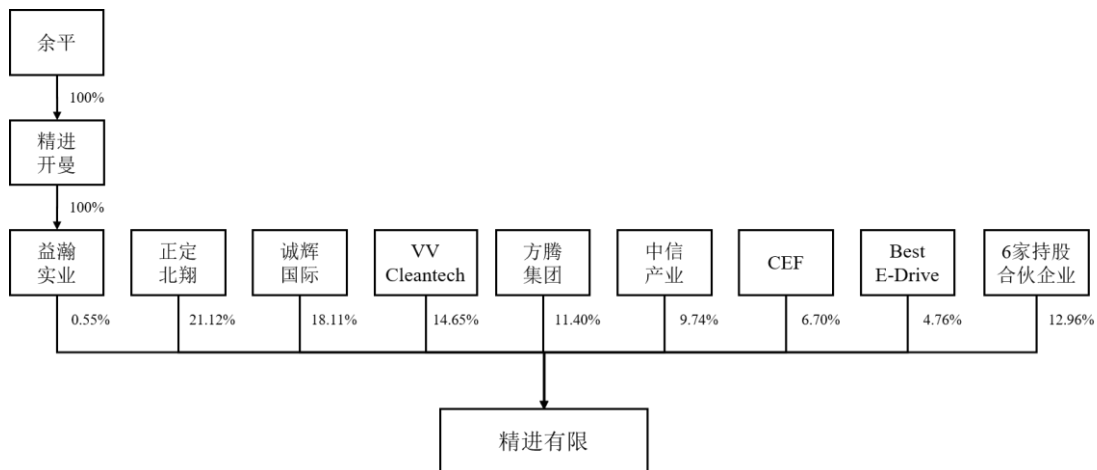 余平
100%
精进
开曼
100%
益瀚
实业
正定
北翔
诚辉
国际
VV
Cleantech
方腾
集团
中信
产业
CEF
Best
E-Drive
6家持股
合伙企业
0.55%
21.12%
18.11%
14.65%
11.40%
9.74%
6.70%
4.76%
12.96%
精进有限